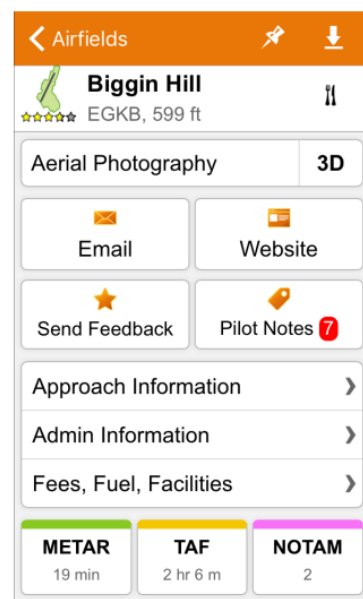 Airfields
Biggin Hill
EGKB, 599 ft
Aerial Photography 3D
Email Website
Send Feedback Pilot Notes 7
Approach Information
Admin Information
Fees, Fuel, Facilities
METAR TAF NOTAM
19 min 2 hr 6 m 2